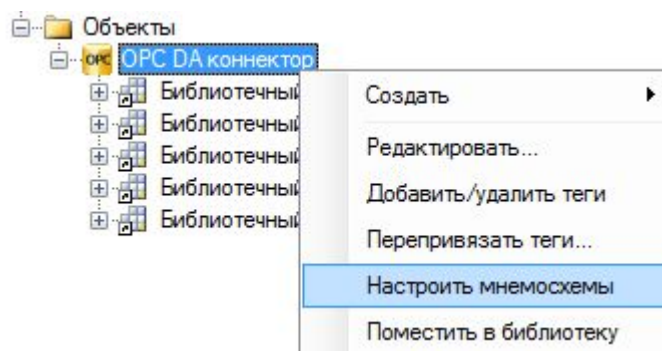 Объекты
OPC DA коннектор
Библиотечный
Библиотечный
Библиотечный
Библиотечный
Библиотечный
Создать
Редактировать...
Добавить/удалить теги
Перепривязать теги...
Настроить мнемосхемы
Поместить в библиотеку